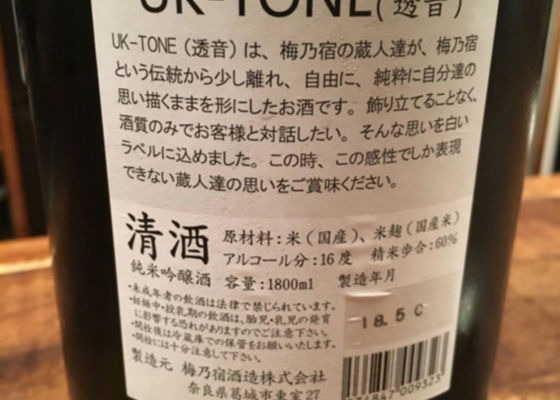 UK-TONE(透音)
UK-TONE（透音）は、梅乃宿の蔵人達が、梅乃宿
という伝統から少し離れ、自由に、純粋に自分達の
思い描くままを形にしたお酒です。飾り立てることなく、
酒質のみでお客様と対話したい。そんな思いを白い
ラベルに込めました。この時、この感性でしか表現
できない蔵人達の思いをご賞味ください。
清酒
純米吟醸酒
原材料：米（国産）、米麹（国産米）
アルコール分：16度 精米歩合：60%
容量：1800ml 製造年月
18.5 C
・未成年者の飲酒は法律で禁じられています。
・妊娠中・授乳期の飲酒は、胎児・乳児の発育
に影響する恐れがありますのでご注意下さい。
・開栓後は冷蔵庫での保管をお願いいたします。
・開栓には十分注意して下さい。
製造元 梅乃宿酒造株式会社
奈良県葛城市東室27